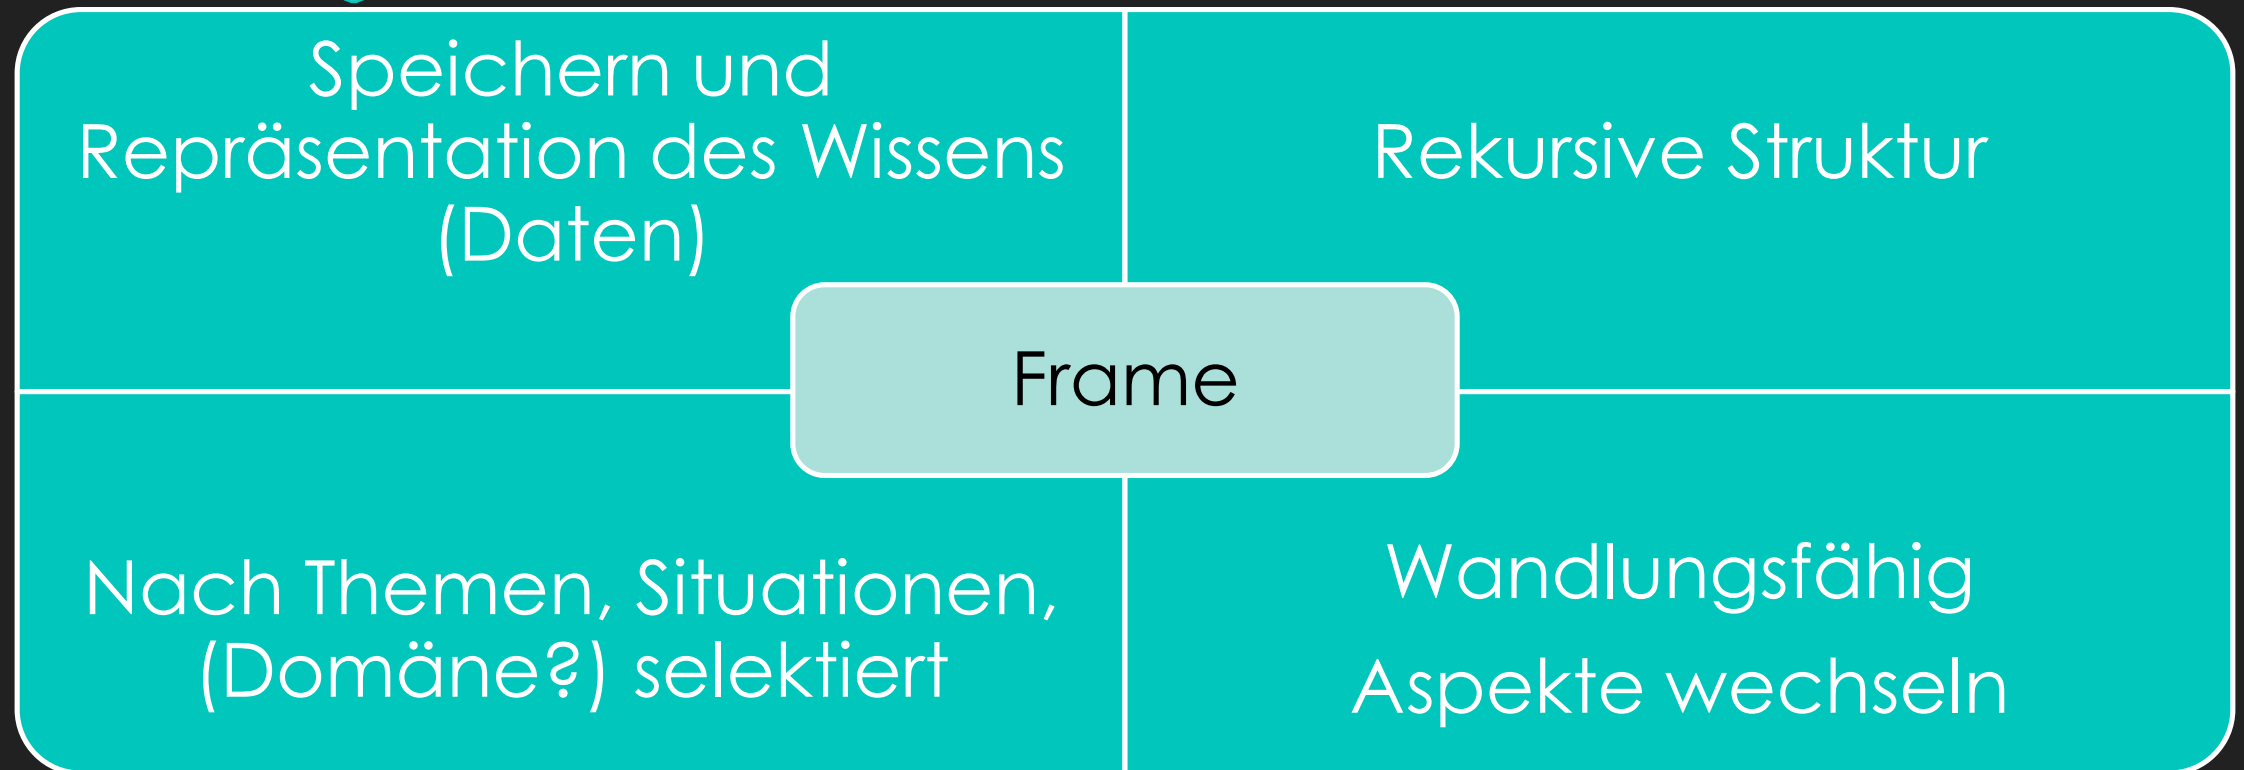 Speichern und
Repräsentation des Wissens
(Daten)
Rekursive Struktur
Frame
Nach Themen, Situationen,
(Domäne?) selektiert
Wandlungsfähig
Aspekte wechseln